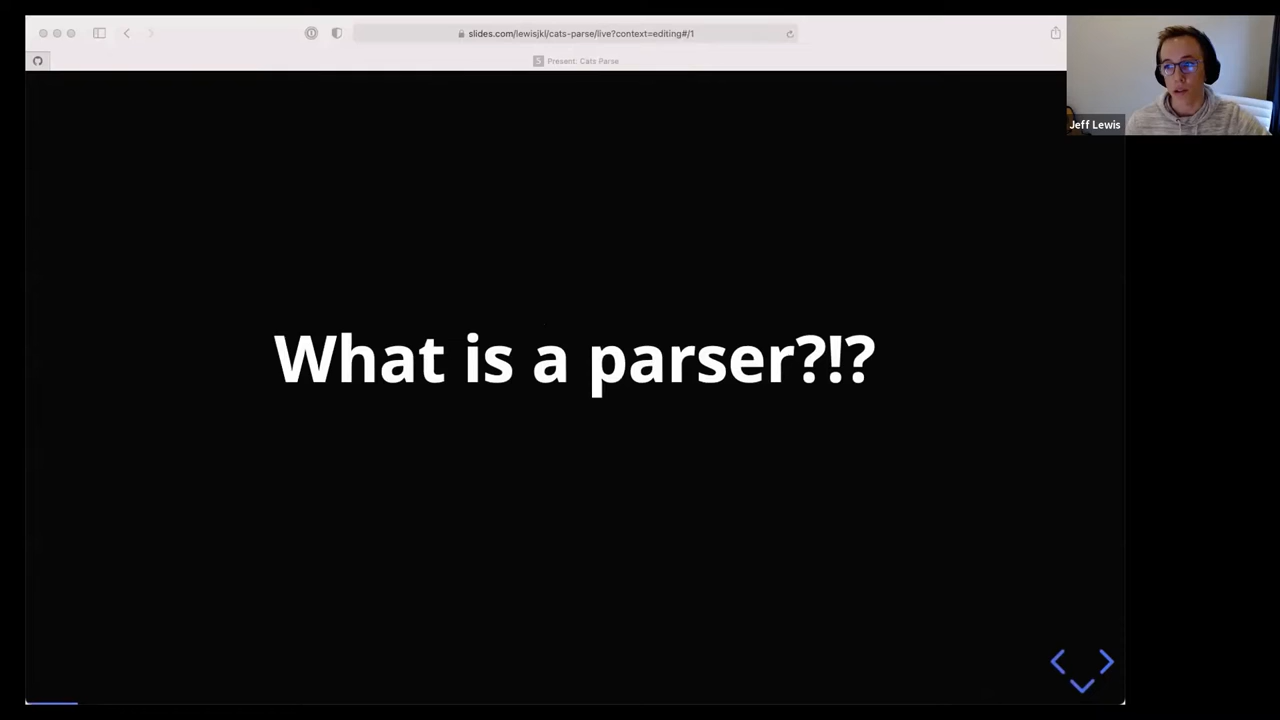 slides.com/lewisjkl/cats-parse/live?context=editing#/1
S Present: Cats Parse
Jeff Lewis
What is a parser?!?